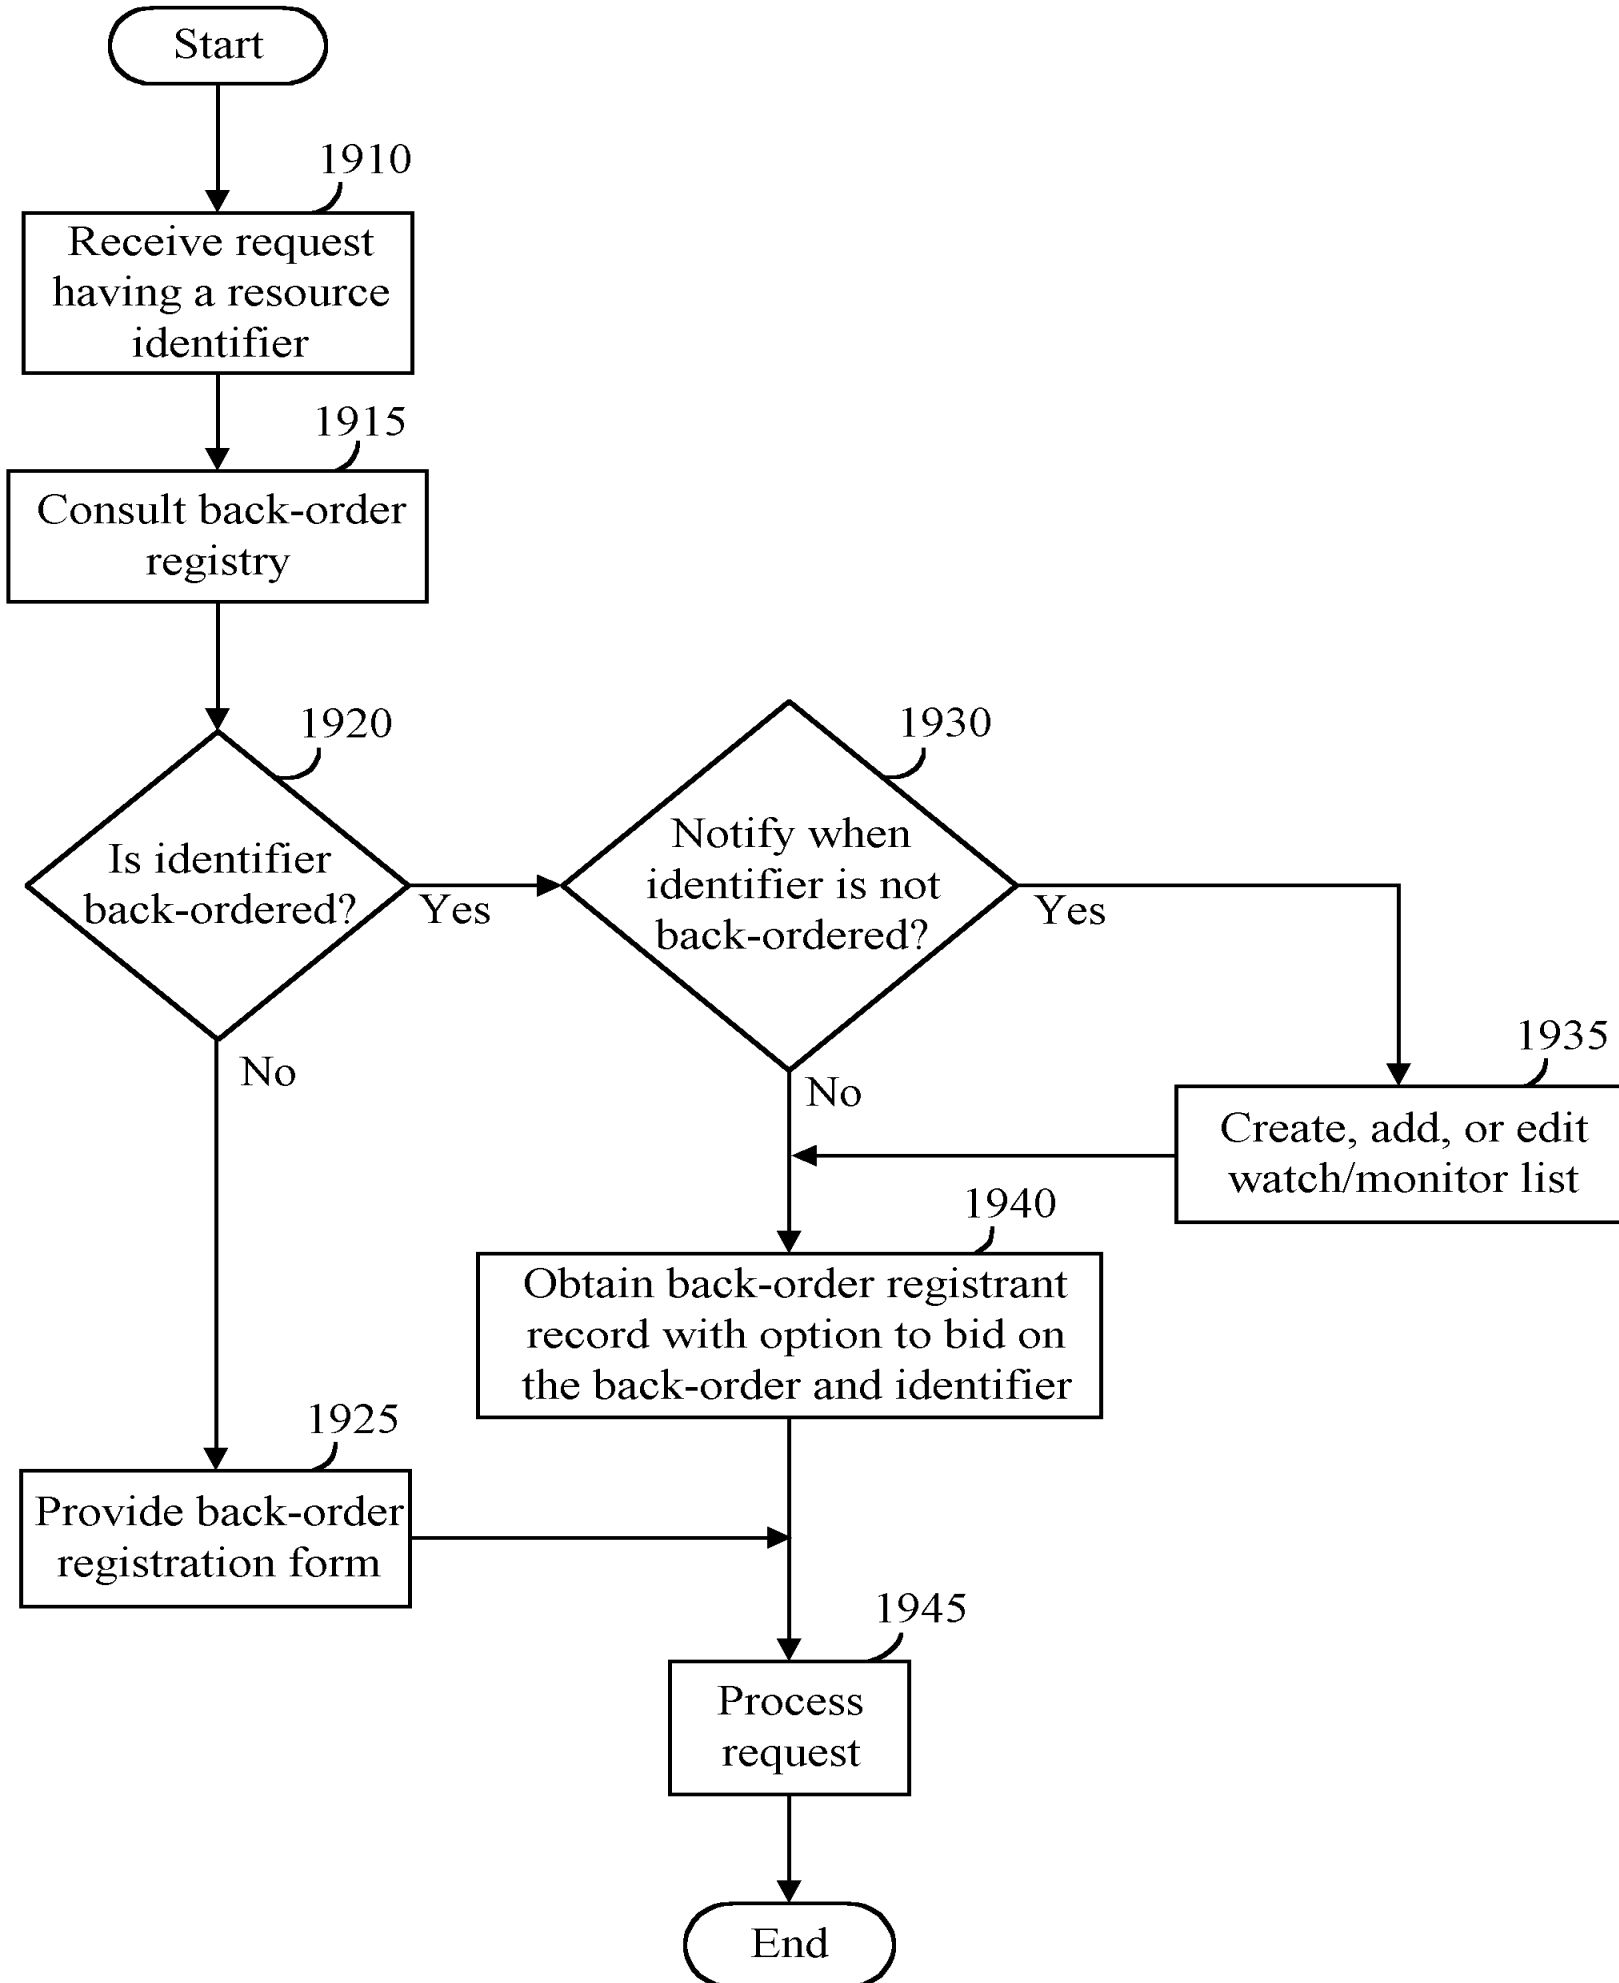 Start
1910
Receive request
having a resource
identifier
1915
Consult back-order
registry
1920
Is identifier
back-ordered?
Yes
No
1930
Notify when
identifier is not
back-ordered?
Yes
No
1935
Create, add, or edit
watch/monitor list
1940
Obtain back-order registrant
record with option to bid on
the back-order and identifier
1925
Provide back-order
registration form
1945
Process
request
End